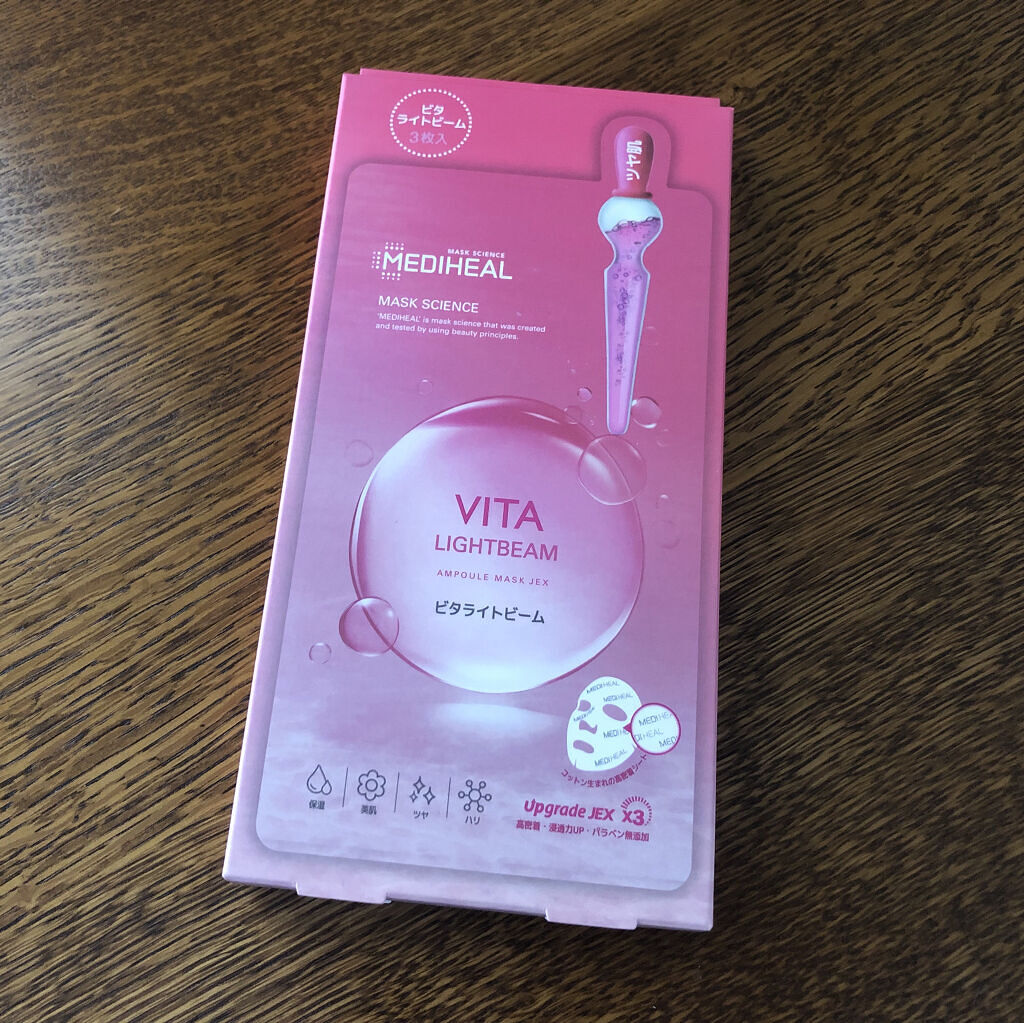 ビタ
ライトビーム
3枚入
ツヤ肌
MASK SCIENCE
MEDIHEAL
MASK SCIENCE
'MEDIHEAL' is mask science that was created
and tested by using beauty principles.
VITA
LIGHTBEAM
AMPOULE MASK JEX
ビタライトビーム
MEDIHEAL
MEDIHEAL
MEDIHEAL
コットン生まれの高密着シート
保湿
美肌
ツヤ
ハリ
Upgrade JEX x3
高密着・浸透力UP・パラベン無添加